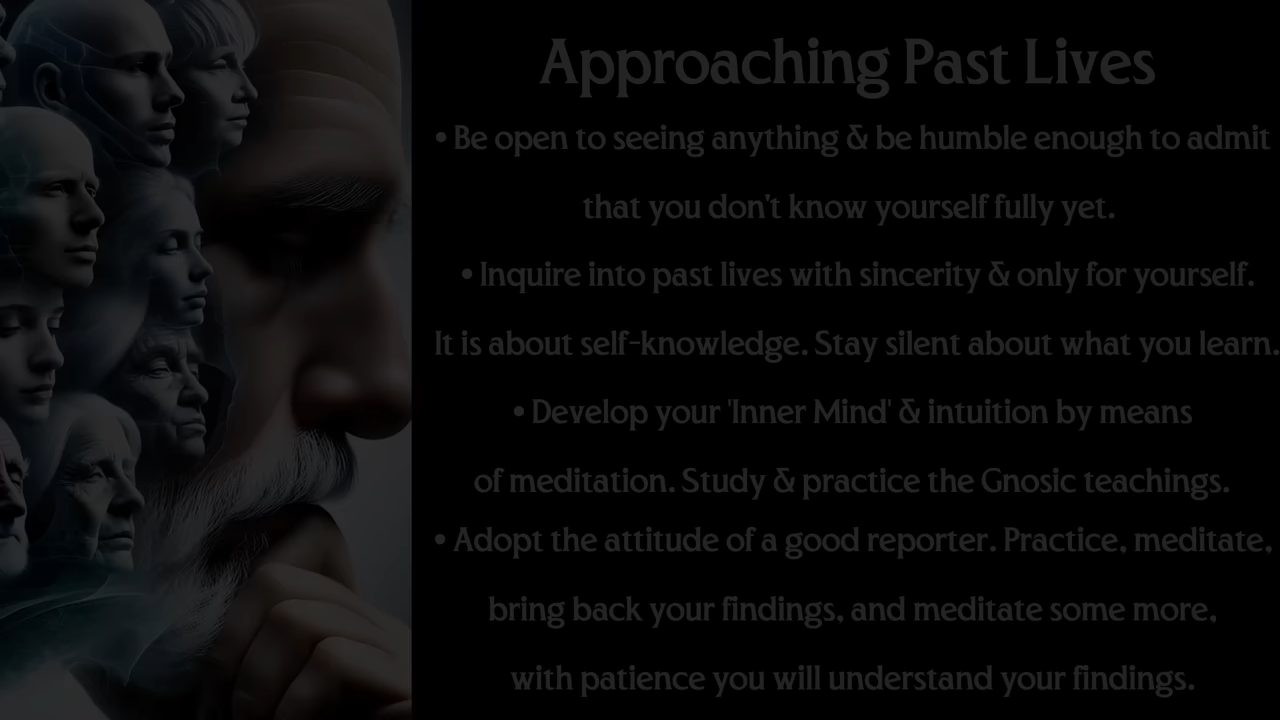 Approaching Past Lives
• Be open to seeing anything & be humble enough to admit
that you don't know yourself fully yet.
• Inquire into past lives with sincerity & only for yourself.
It is about self-knowledge. Stay silent about what you learn.
• Develop your 'Inner Mind' & intuition by means
of meditation. Study & practice the Gnosic teachings.
• Adopt the attitude of a good reporter. Practice, meditate,
bring back your findings, and meditate some more,
with patience you will understand your findings.